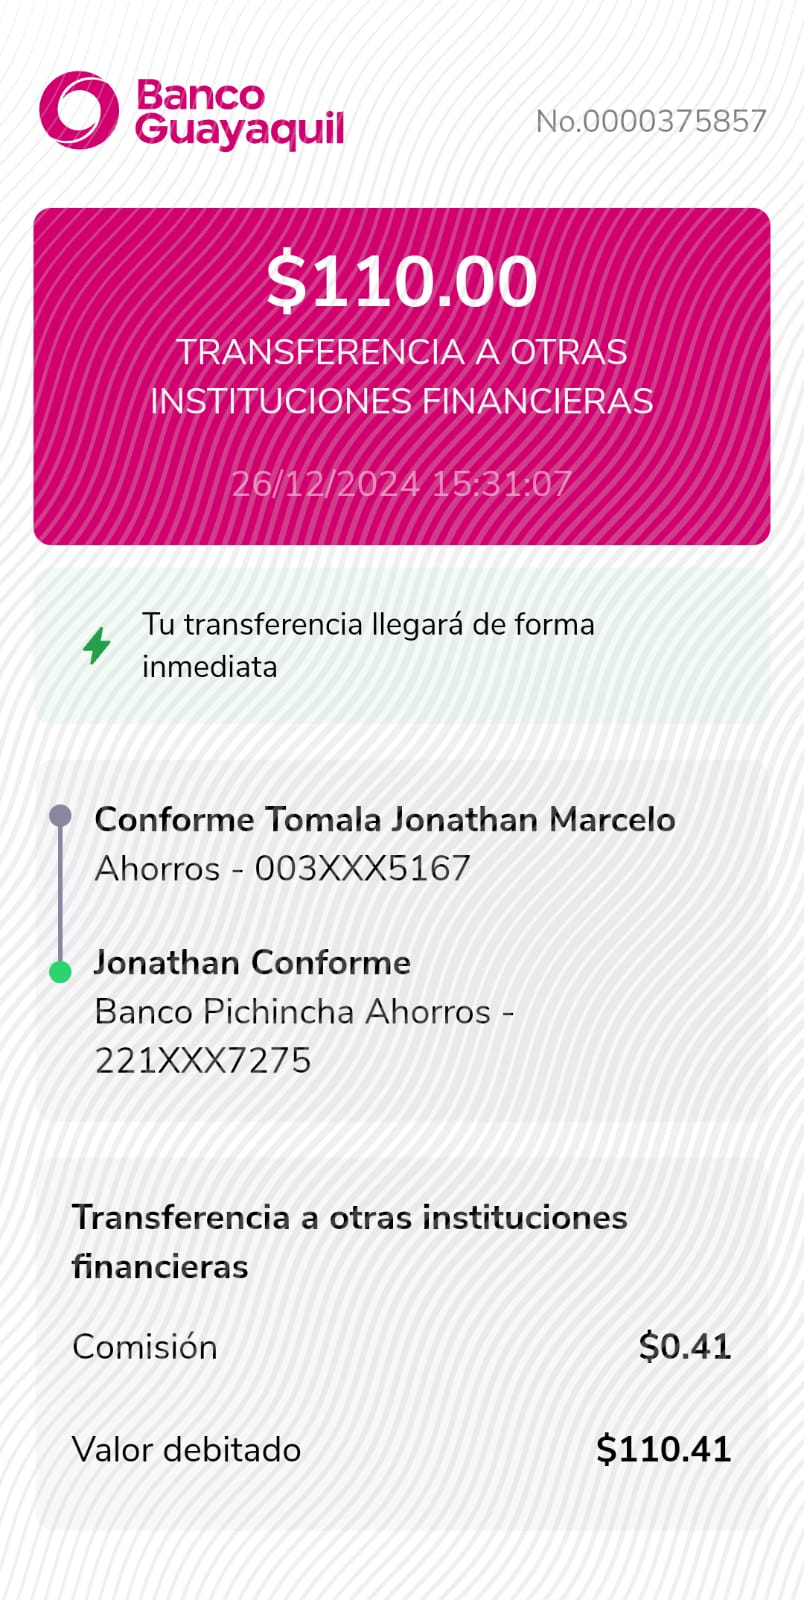 Banco
Guayaquil
No.0000375857
$110.00
TRANSFERENCIA A OTRAS
INSTITUCIONES FINANCIERAS
26/12/2024 15:31:07
Tu transferencia llegará de forma
inmediata
Conforme Tomala Jonathan Marcelo
Ahorros - 003XXX5167
Jonathan Conforme
Banco Pichincha Ahorros -
221XXX7275
Transferencia a otras instituciones
financieras
Comisión $0.41
Valor debitado $110.41